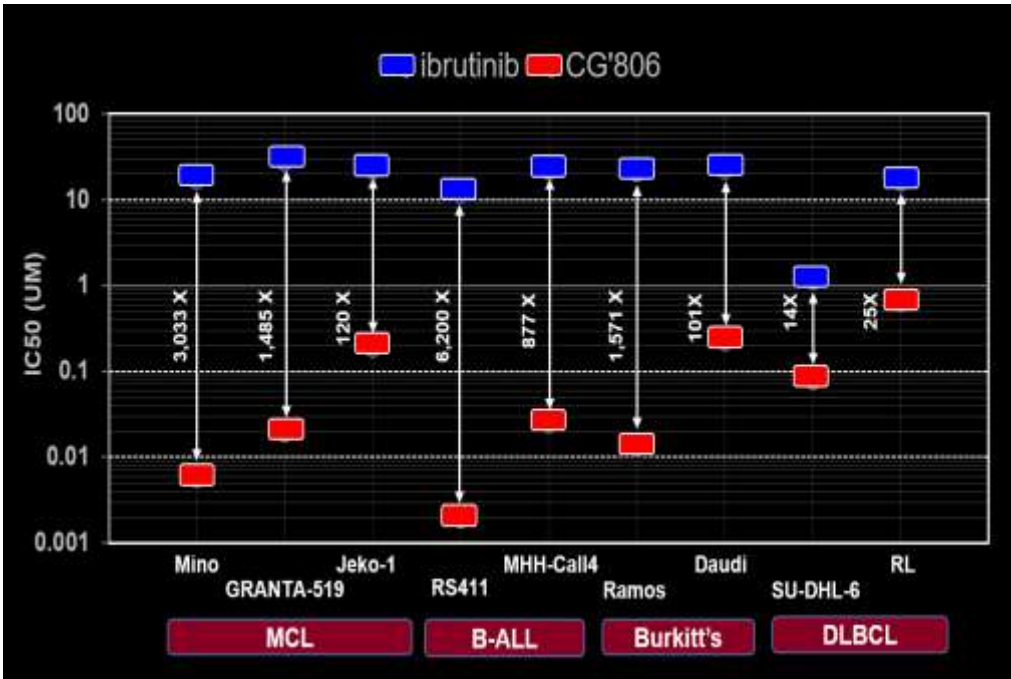 ibrutinib CG'806
IC50 (UM)
100
10
1
0.1
0.01
0.001
3,033 X
1,485 X
120 X
6,200 X
877 X
1,571 X
101X
14X
25X
Mino
GRANTA-519
Jeko-1
RS411
MHH-Call4
Ramos
Daudi
SU-DHL-6
RL
MCL
B-ALL
Burkitt's
DLBCL